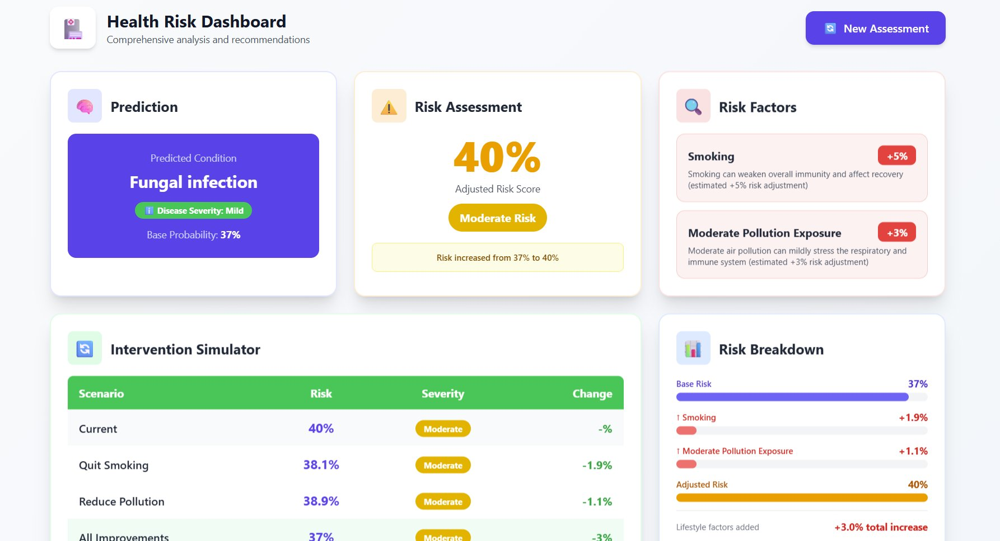 Health Risk Dashboard
Comprehensive analysis and recommendations
New Assessment
Prediction
Predicted Condition
Fungal infection
Disease Severity: Mild
Base Probability: 37%
Risk Assessment
40%
Adjusted Risk Score
Moderate Risk
Risk increased from 37% to 40%
Risk Factors
Smoking
+5%
Smoking can weaken overall immunity and affect recovery
(estimated +5% risk adjustment)
Moderate Pollution Exposure
+3%
Moderate air pollution can mildly stress the respiratory and
immune system (estimated +3% risk adjustment)
Intervention Simulator
Scenario Risk Severity Change
Current 40% Moderate -%
Quit Smoking 38.1% Moderate -1.9%
Reduce Pollution 38.9% Moderate -1.1%
All Improvements 37% Moderate -3%
Risk Breakdown
Base Risk 37%
↑ Smoking +1.9%
↑ Moderate Pollution Exposure +1.1%
Adjusted Risk 40%
Lifestyle factors added +3.0% total increase